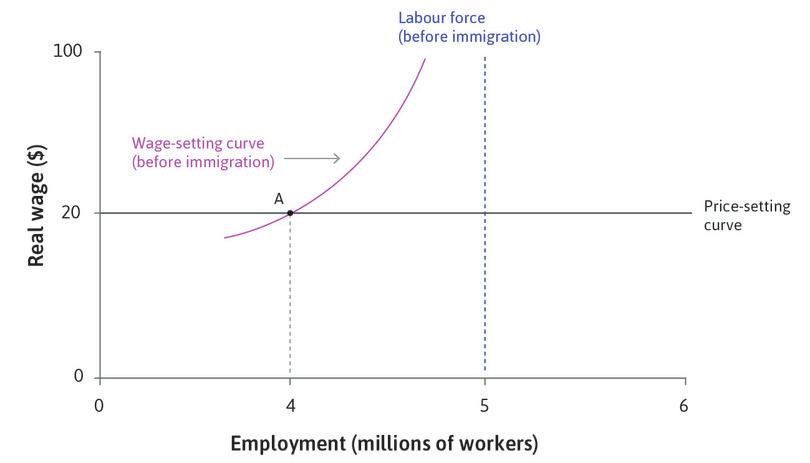 Labour force
(before immigration)
100
Wage-setting curve
(before immigration)
A
20
Price-setting
curve
Real wage ($)
0
0
4
5
6
Employment (millions of workers)